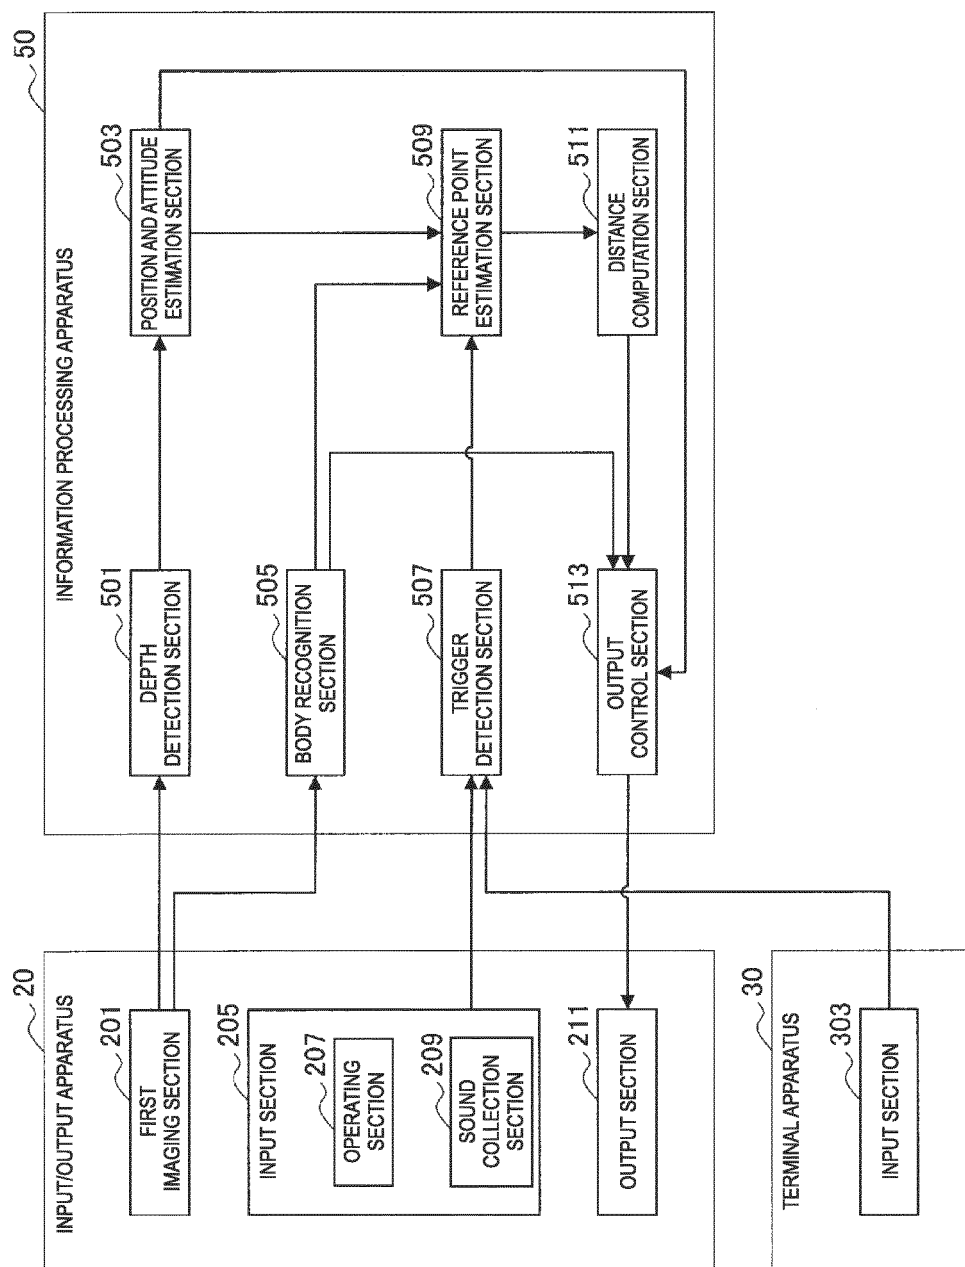 20
INPUT/OUTPUT APPARATUS
201
FIRST
IMAGING SECTION
205
INPUT SECTION
207
OPERATING
SECTION
209
SOUND
COLLECTION
SECTION
211
OUTPUT SECTION
30
TERMINAL APPARATUS
303
INPUT SECTION
50
INFORMATION PROCESSING APPARATUS
501
DEPTH
DETECTION SECTION
503
POSITION AND ATTITUDE
ESTIMATION SECTION
505
BODY RECOGNITION
SECTION
507
TRIGGER
DETECTION SECTION
509
REFERENCE POINT
ESTIMATION SECTION
511
DISTANCE
COMPUTATION SECTION
513
OUTPUT
CONTROL SECTION